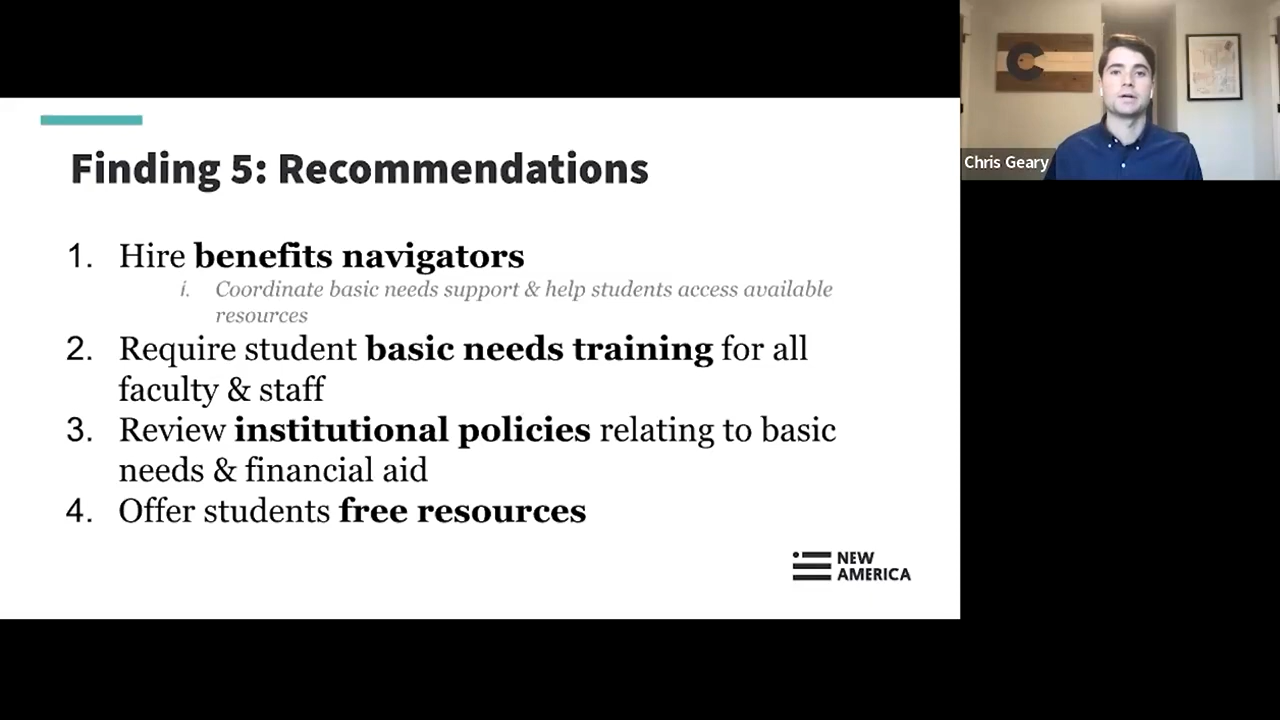 Finding 5: Recommendations
1. Hire benefits navigators
i. Coordinate basic needs support & help students access available
resources
2. Require student basic needs training for all
faculty & staff
3. Review institutional policies relating to basic
needs & financial aid
4. Offer students free resources
NEW
AMERICA
Chris Geary